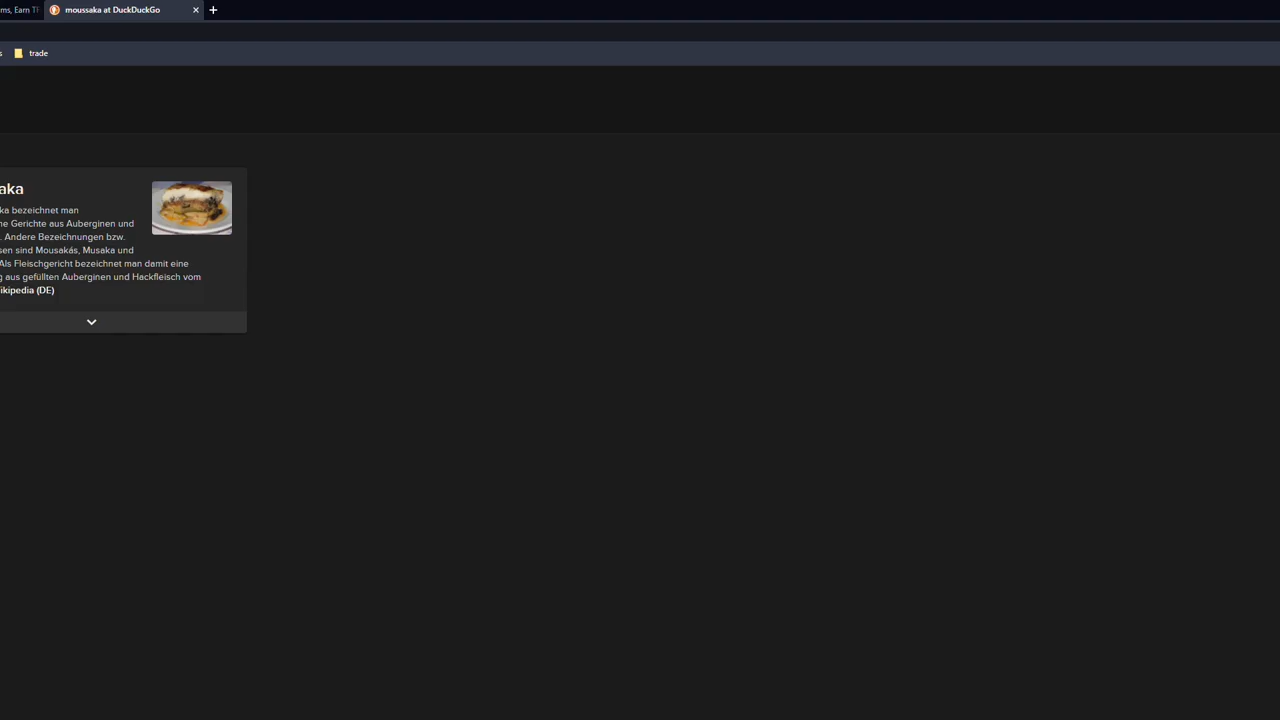 ms, Earn
moussaka at DuckDuckGo
s
trade
aka
ka bezeichnet man
ne Gerichte aus Auberginen und
. Andere Bezeichnungen bzw.
sen sind Mousakás, Musaka und
Als Fleischgericht bezeichnet man damit eine
g aus gefüllten Auberginen und Hackfleisch vom
ikipedia (DE)